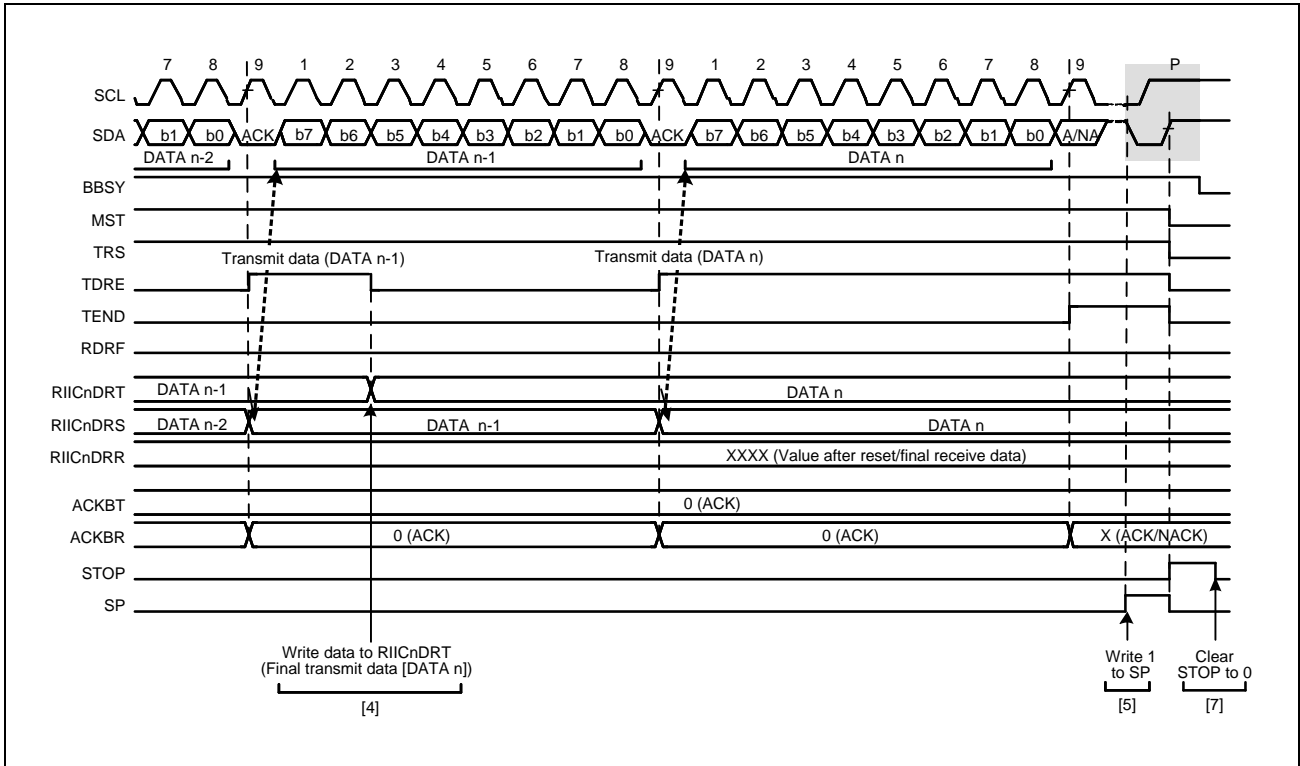 7 8 9 1 2 3 4 5 6 7 8 9 1 2 3 4 5 6 7 8 9 P
SCL
SDA b1 b0 ACK b7 b6 b5 b4 b3 b2 b1 b0 ACK b7 b6 b5 b4 b3 b2 b1 b0 A/NA
DATA n-2 DATA n-1 DATA n
BBSY
MST
TRS
Transmit data (DATA n-1) Transmit data (DATA n)
TDRE
TEND
RDRF
RIICnDRT DATA n-1 DATA n
RIICnDRS DATA n-2 DATA n-1 DATA n
RIICnDRR XXXX (Value after reset/final receive data)
ACKBT 0 (ACK)
ACKBR 0 (ACK) 0 (ACK) X (ACK/NACK)
STOP
SP
Write data to RIICnDRT
(Final transmit data [DATA n])
[4]
Write 1
to SP
[5]
Clear
STOP to 0
[7]